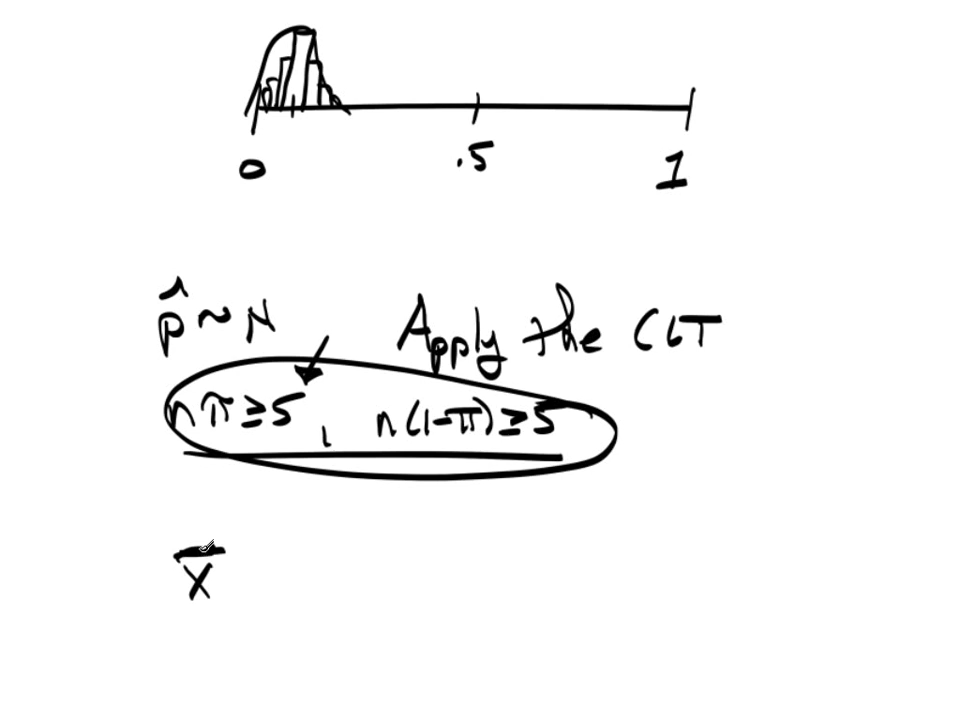 0 .5 1
p̂ ~ N Apply the CLT
nπ ≥ 5, n(1-π) ≥ 5
x̄